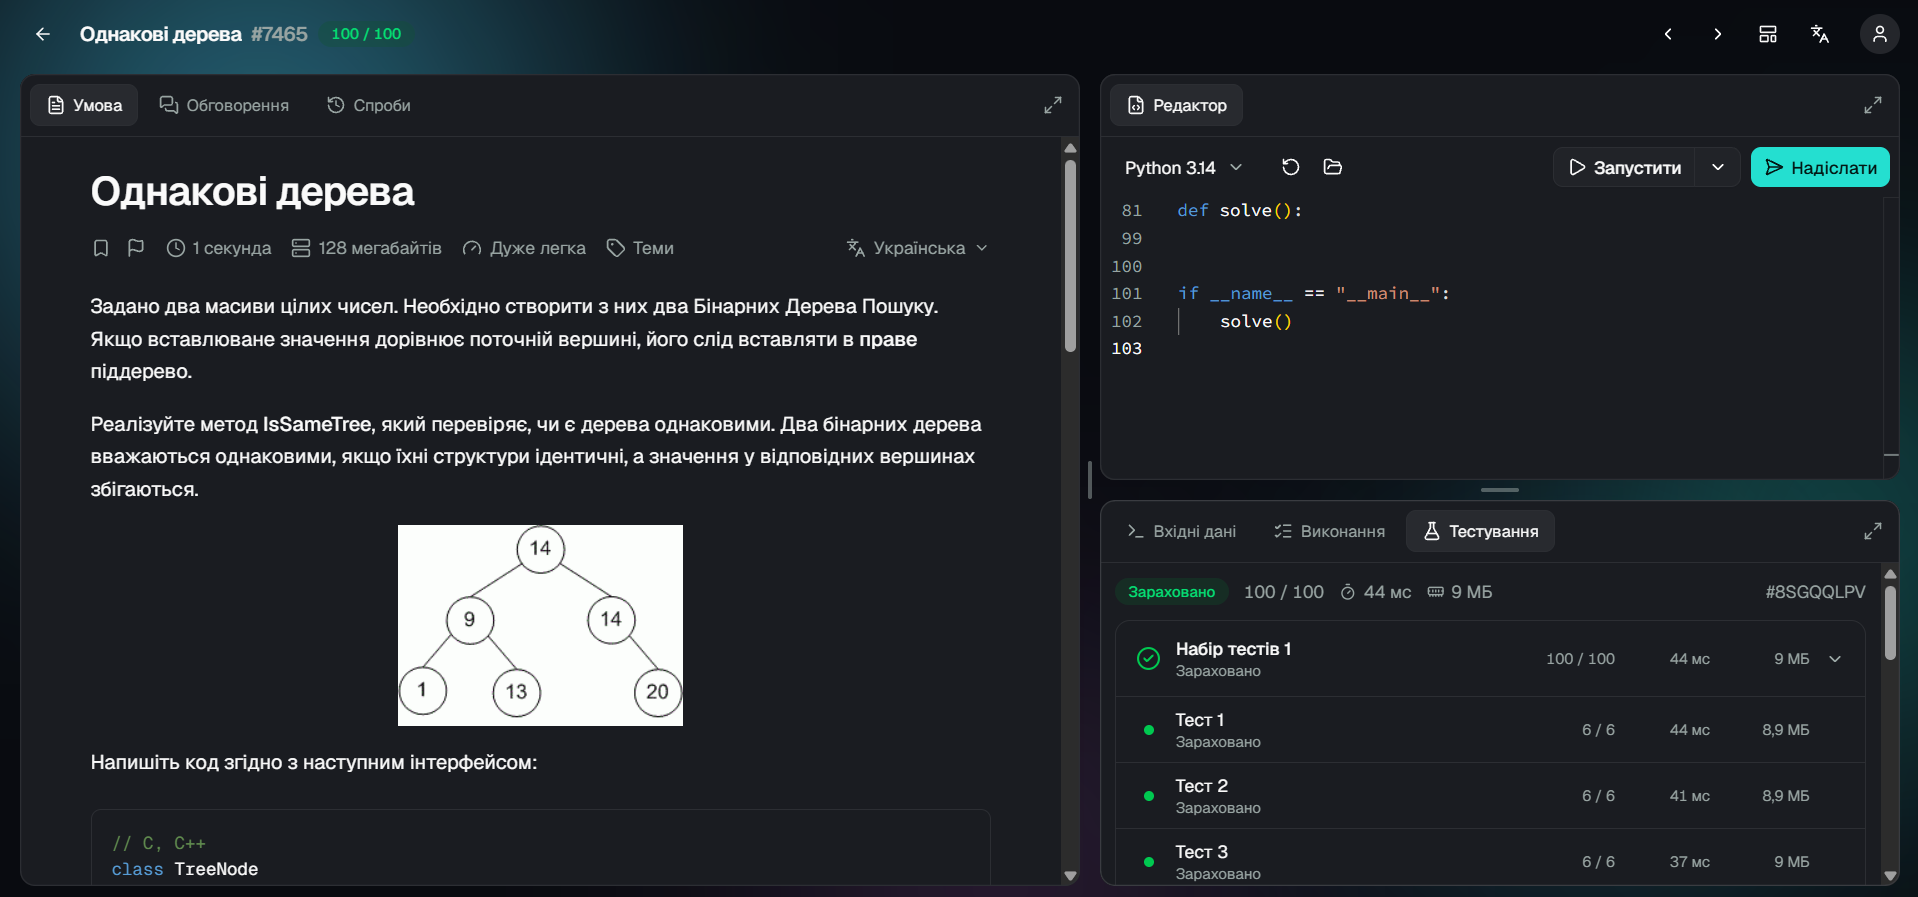 Однакові дерева #7465 100 / 100
Умова Обговорення Спроби
Однакові дерева
1 секунда 128 мегабайтів Дуже легка Теми Українська
Задано два масиви цілих чисел. Необхідно створити з них два Бінарних Дерева Пошуку.
Якщо вставлюване значення дорівнює поточній вершині, його слід вставляти в праве
піддерево.
Реалізуйте метод IsSameTree, який перевіряє, чи є дерева однаковими. Два бінарних дерева
вважаються однаковими, якщо їхні структури ідентичні, а значення у відповідних вершинах
збігаються.
14
9 14
1 13 20
Напишіть код згідно з наступним інтерфейсом:
// C, C++
class TreeNode
Редактор
Python 3.14 Запустити Надіслати
81 def solve():
99
100
101 if __name__ == "__main__":
102 solve()
103
Вхідні дані Виконання Тестування
Зараховано 100 / 100 44 мс 9 МБ #8SGQQLPV
Набір тестів 1 100 / 100 44 мс 9 МБ
Зараховано
Тест 1 6 / 6 44 мс 8,9 МБ
Зараховано
Тест 2 6 / 6 41 мс 8,9 МБ
Зараховано
Тест 3 6 / 6 37 мс 9 МБ
Зараховано